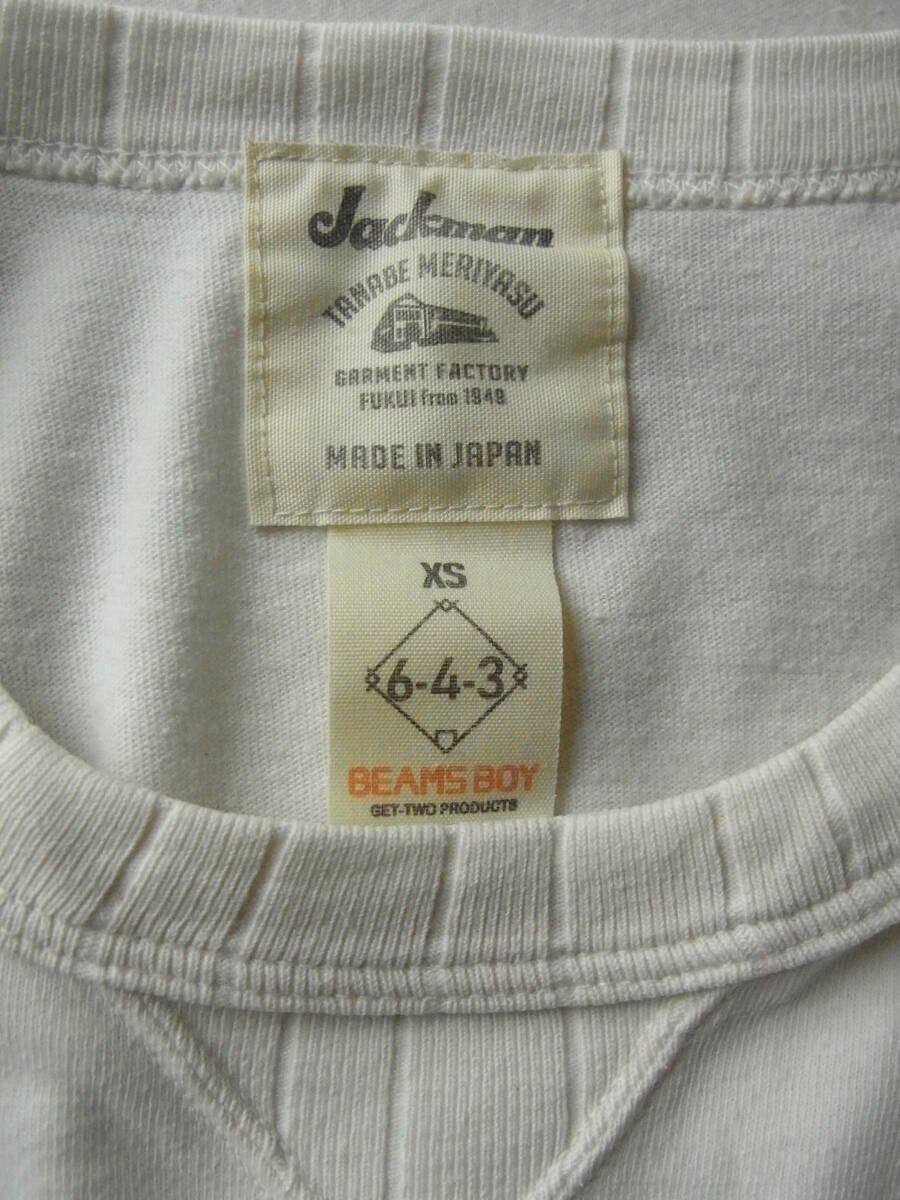 Jackman
TANABE MERIYASU
GARMENT FACTORY
FUKUI from 1949
MADE IN JAPAN
XS
6-4-3
BEAMS BOY
GET-TWO PRODUCTS